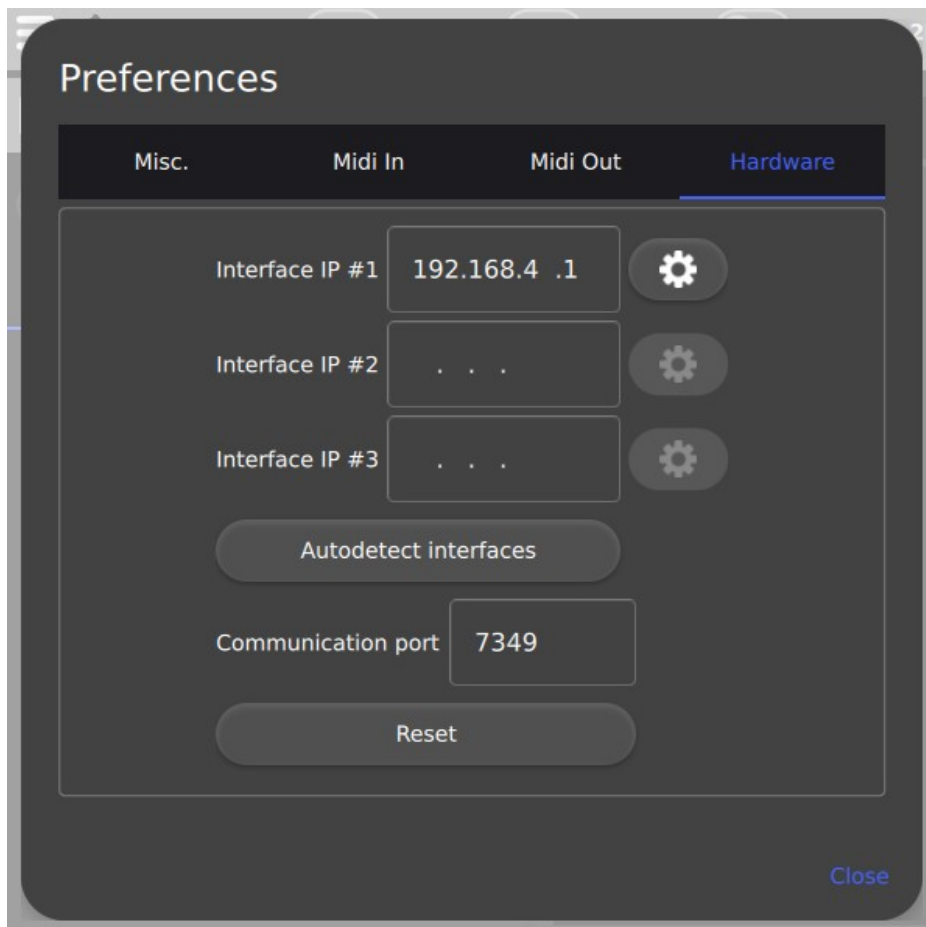 Preferences
Misc. Midi In Midi Out Hardware
Interface IP #1 192.168.4 .1
Interface IP #2 . . .
Interface IP #3 . . .
Autodetect interfaces
Communication port 7349
Reset
Close